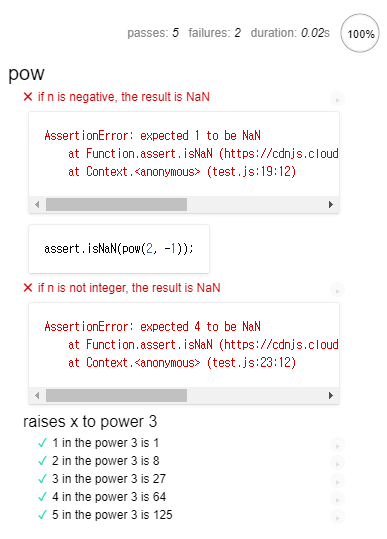 passes: 5 failures: 2 duration: 0.02s 100%
pow
✕ if n is negative, the result is NaN
AssertionError: expected 1 to be NaN
at Function.assert.isNaN (https://cdnjs.cloud
at Context.<anonymous> (test.js:19:12)
assert.isNaN(pow(2, -1));
✕ if n is not integer, the result is NaN
AssertionError: expected 4 to be NaN
at Function.assert.isNaN (https://cdnjs.cloud
at Context.<anonymous> (test.js:23:12)
raises x to power 3
✓ 1 in the power 3 is 1
✓ 2 in the power 3 is 8
✓ 3 in the power 3 is 27
✓ 4 in the power 3 is 64
✓ 5 in the power 3 is 125